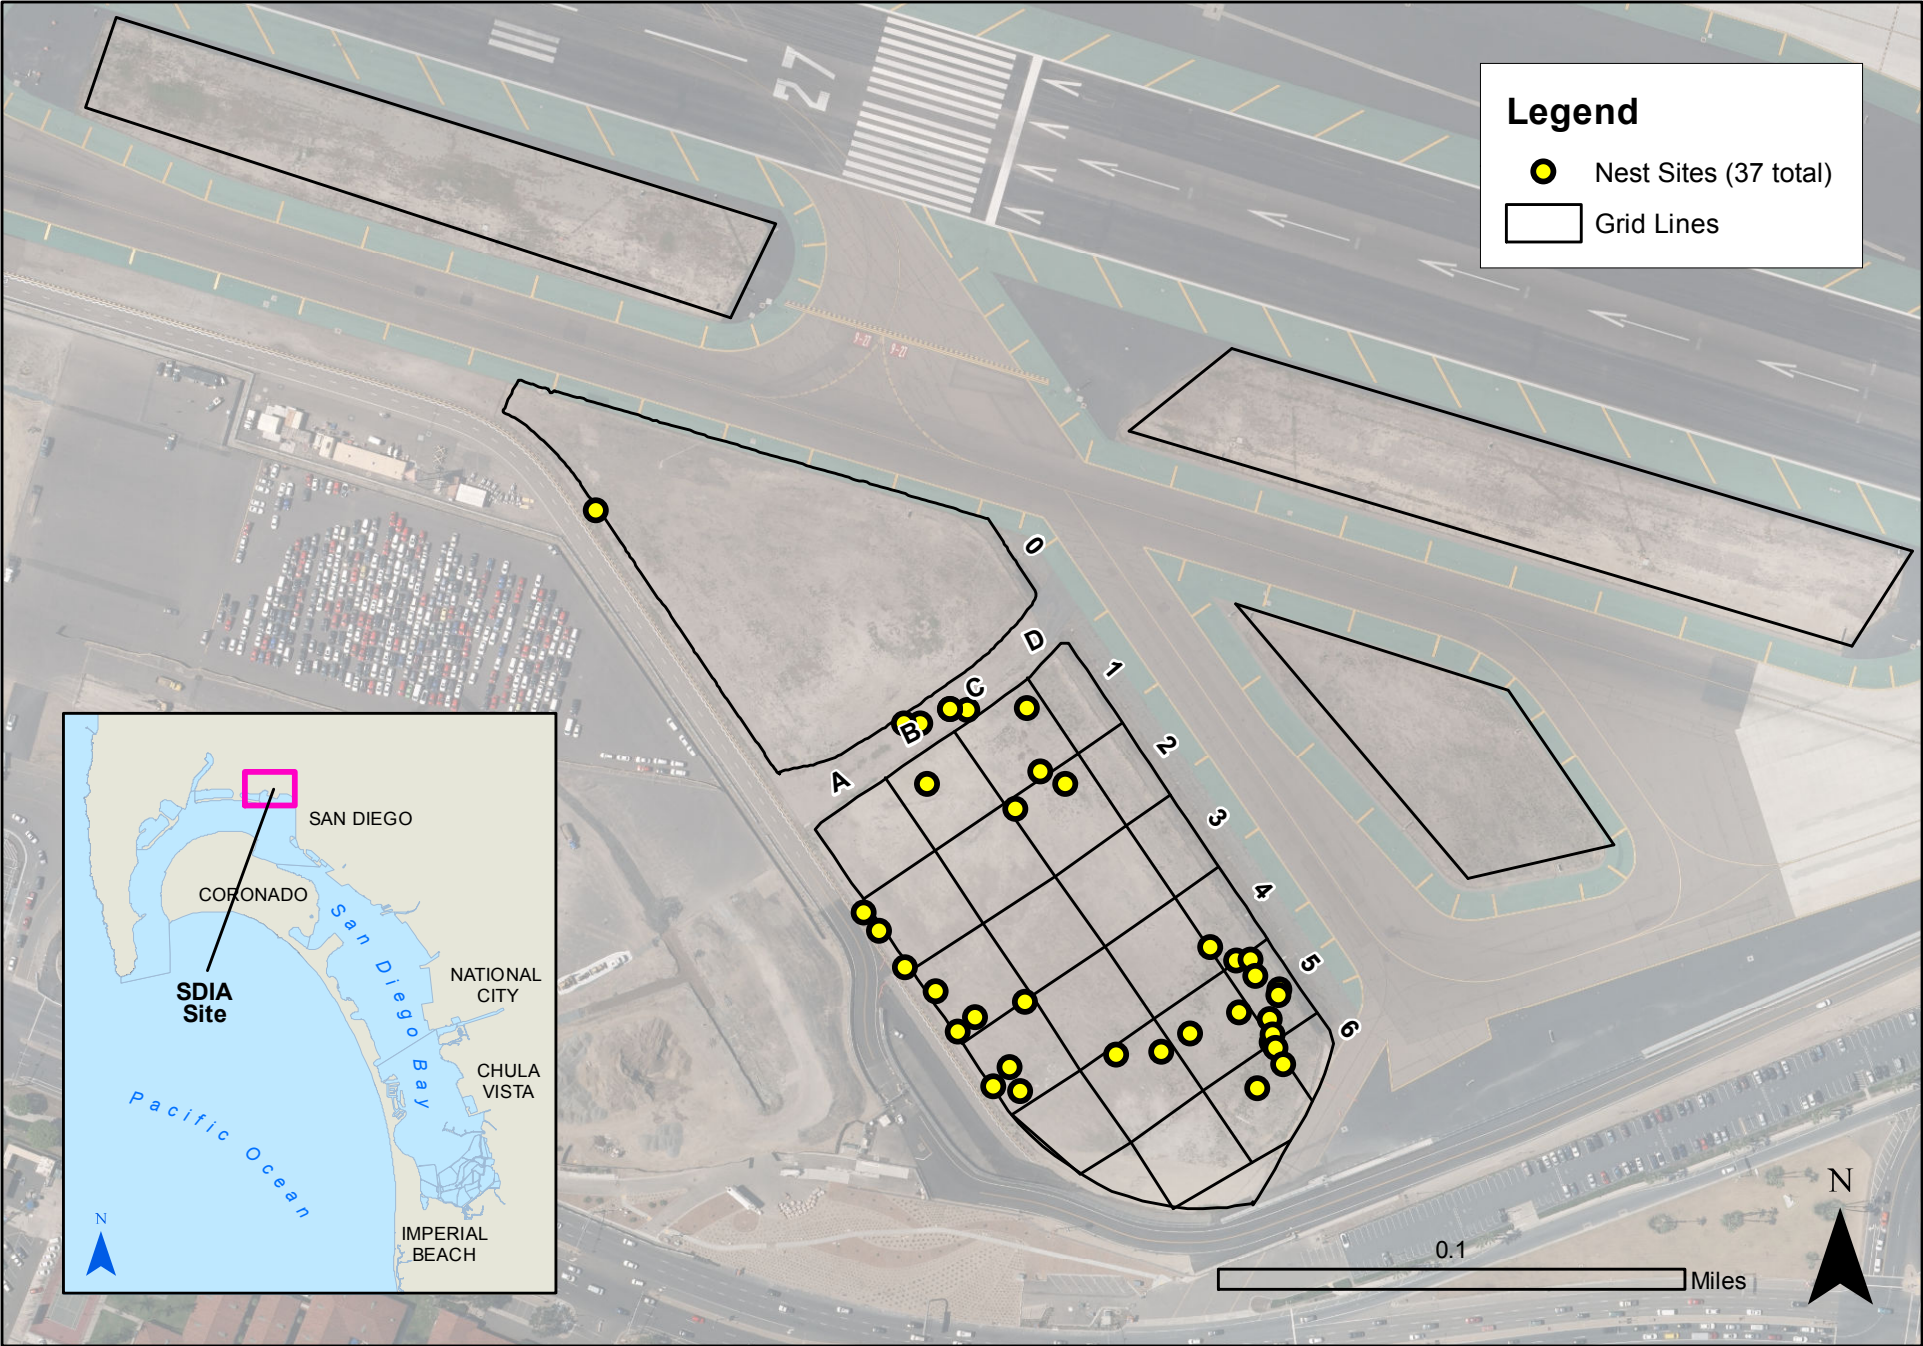 27
Legend
Nest Sites (37 total)
Grid Lines
0
D
1
C
B
2
A
3
4
5
6
SAN DIEGO
CORONADO
San Diego Bay
NATIONAL
CITY
SDIA
Site
CHULA
VISTA
Pacific Ocean
IMPERIAL
BEACH
N
N
0.1
Miles